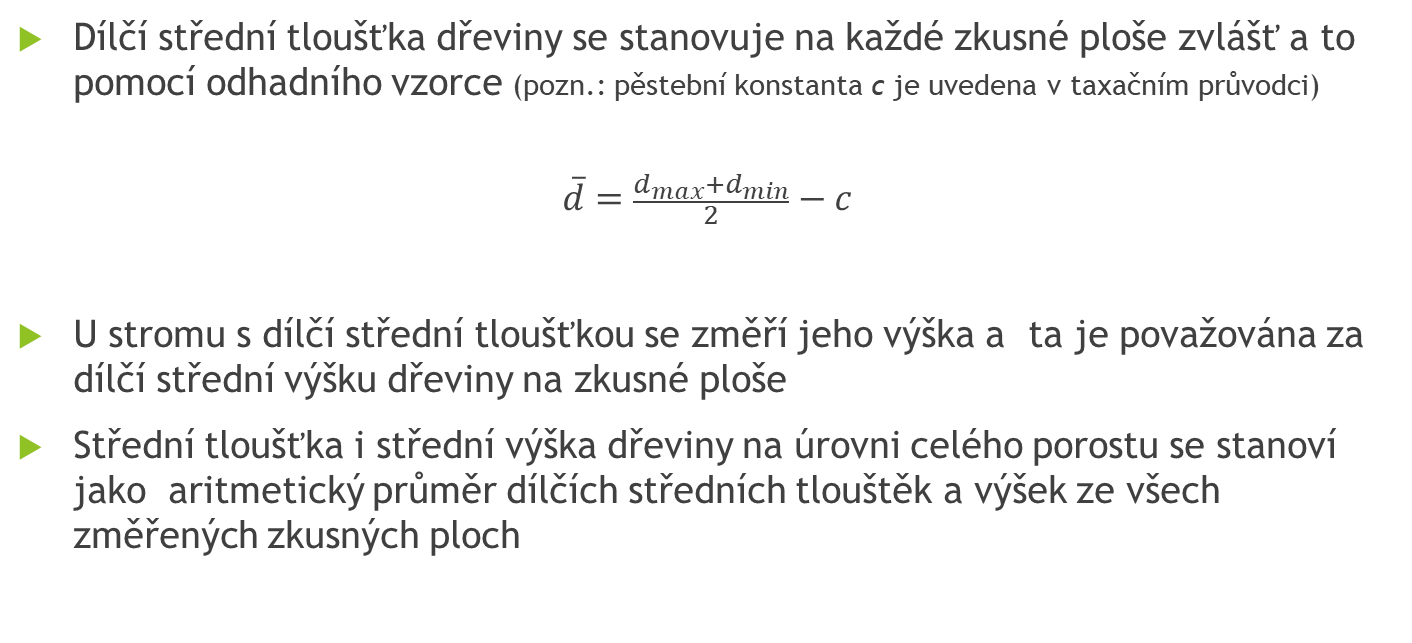 Dílčí střední tloušťka dřeviny se stanovuje na každé zkusné ploše zvlášť a to
pomocí odhadního vzorce (pozn.: pěstební konstanta c je uvedena v taxačním průvodci)
d̄ = (d_max+d_min)/2 − c
U stromu s dílčí střední tloušťkou se změří jeho výška a ta je považována za
dílčí střední výšku dřeviny na zkusné ploše
Střední tloušťka i střední výška dřeviny na úrovni celého porostu se stanoví
jako aritmetický průměr dílčích středních tlouštěk a výšek ze všech
změřených zkusných ploch